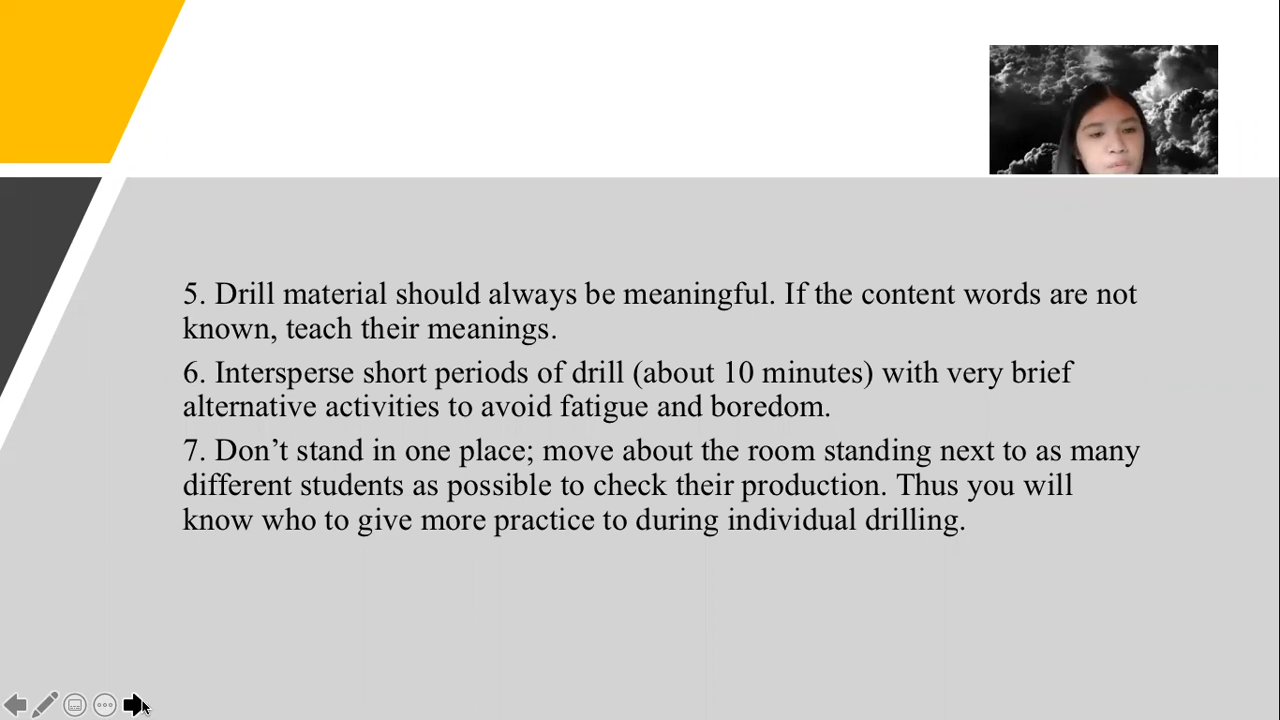 5. Drill material should always be meaningful. If the content words are not
known, teach their meanings.
6. Intersperse short periods of drill (about 10 minutes) with very brief
alternative activities to avoid fatigue and boredom.
7. Don’t stand in one place; move about the room standing next to as many
different students as possible to check their production. Thus you will
know who to give more practice to during individual drilling.